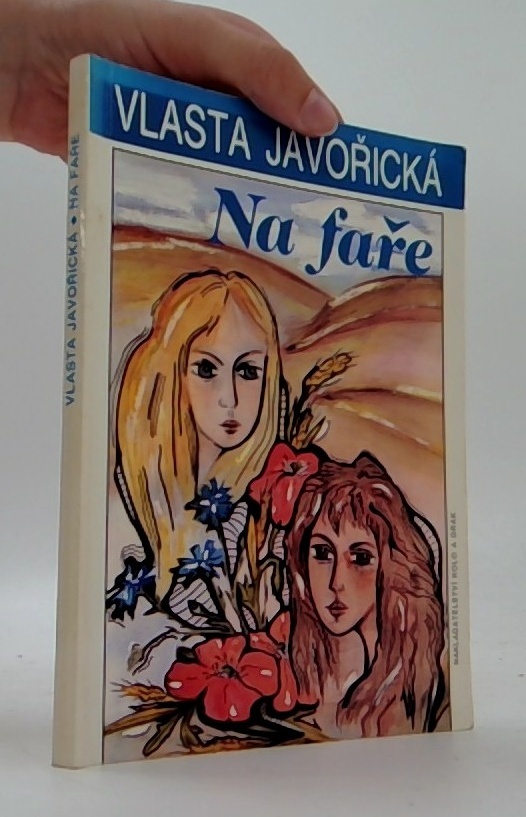 VLASTA JAVOŘICKÁ
Na faře
VLASTA JAVOŘICKÁ • NA FAŘE
NAKLADATELSTVÍ KOLO A DRAK